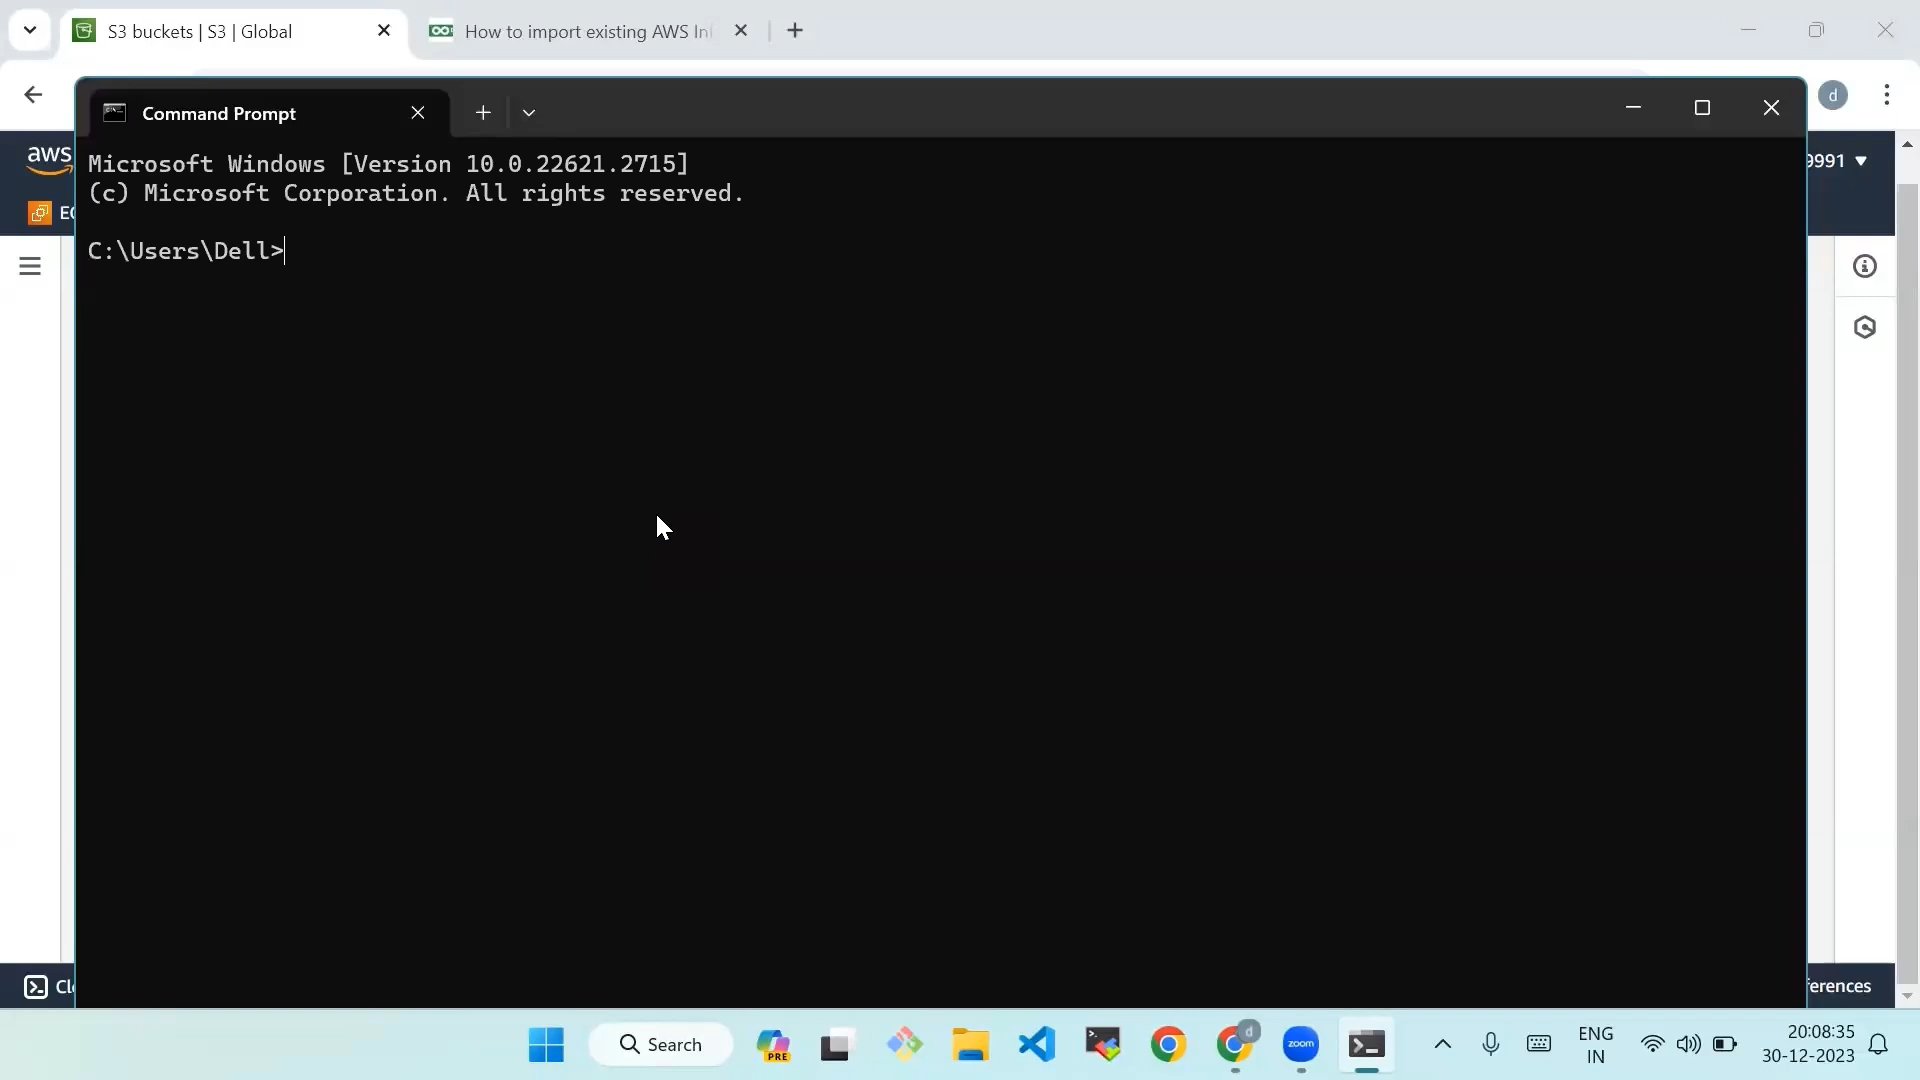 S3 buckets | S3 | Global
How to import existing AWS In
d
Command Prompt
aws
9991
Microsoft Windows [Version 10.0.22621.2715]
(c) Microsoft Corporation. All rights reserved.
C:\Users\Dell>
Cl
erences
Search
PRE
d
zoom
ENG
IN
20:08:35
30-12-2023